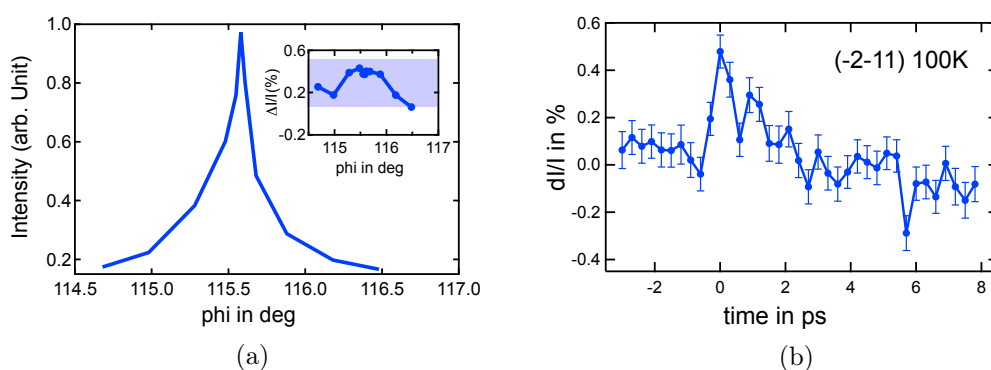 1.0
0.8
0.6
0.4
0.2
Intensity (arb. Unit)
114.5 115.0 115.5 116.0 116.5 117.0
phi in deg
0.6
0.2
-0.2
ΔI/I(%)
115 116 117
phi in deg
(a)
0.6
0.4
0.2
0.0
-0.2
-0.4
dI/I in %
(-2-11) 100K
-2 0 2 4 6 8
time in ps
(b)